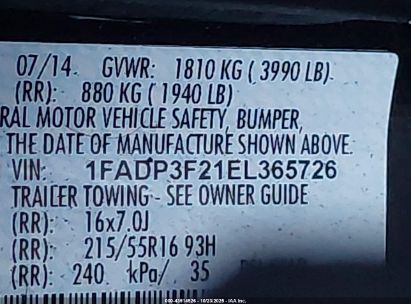 07/14 GVWR: 1810 KG ( 3990 LB)
(RR): 880 KG ( 1940 LB)
RAL MOTOR VEHICLE SAFETY, BUMPER,
THE DATE OF MANUFACTURE SHOWN ABOVE.
VIN: 1FADP3F21EL365726
TRAILER TOWING - SEE OWNER GUIDE
(RR): 16x7.0J
(RR): 215/55R16 93H
(RR): 240 kPa/ 35